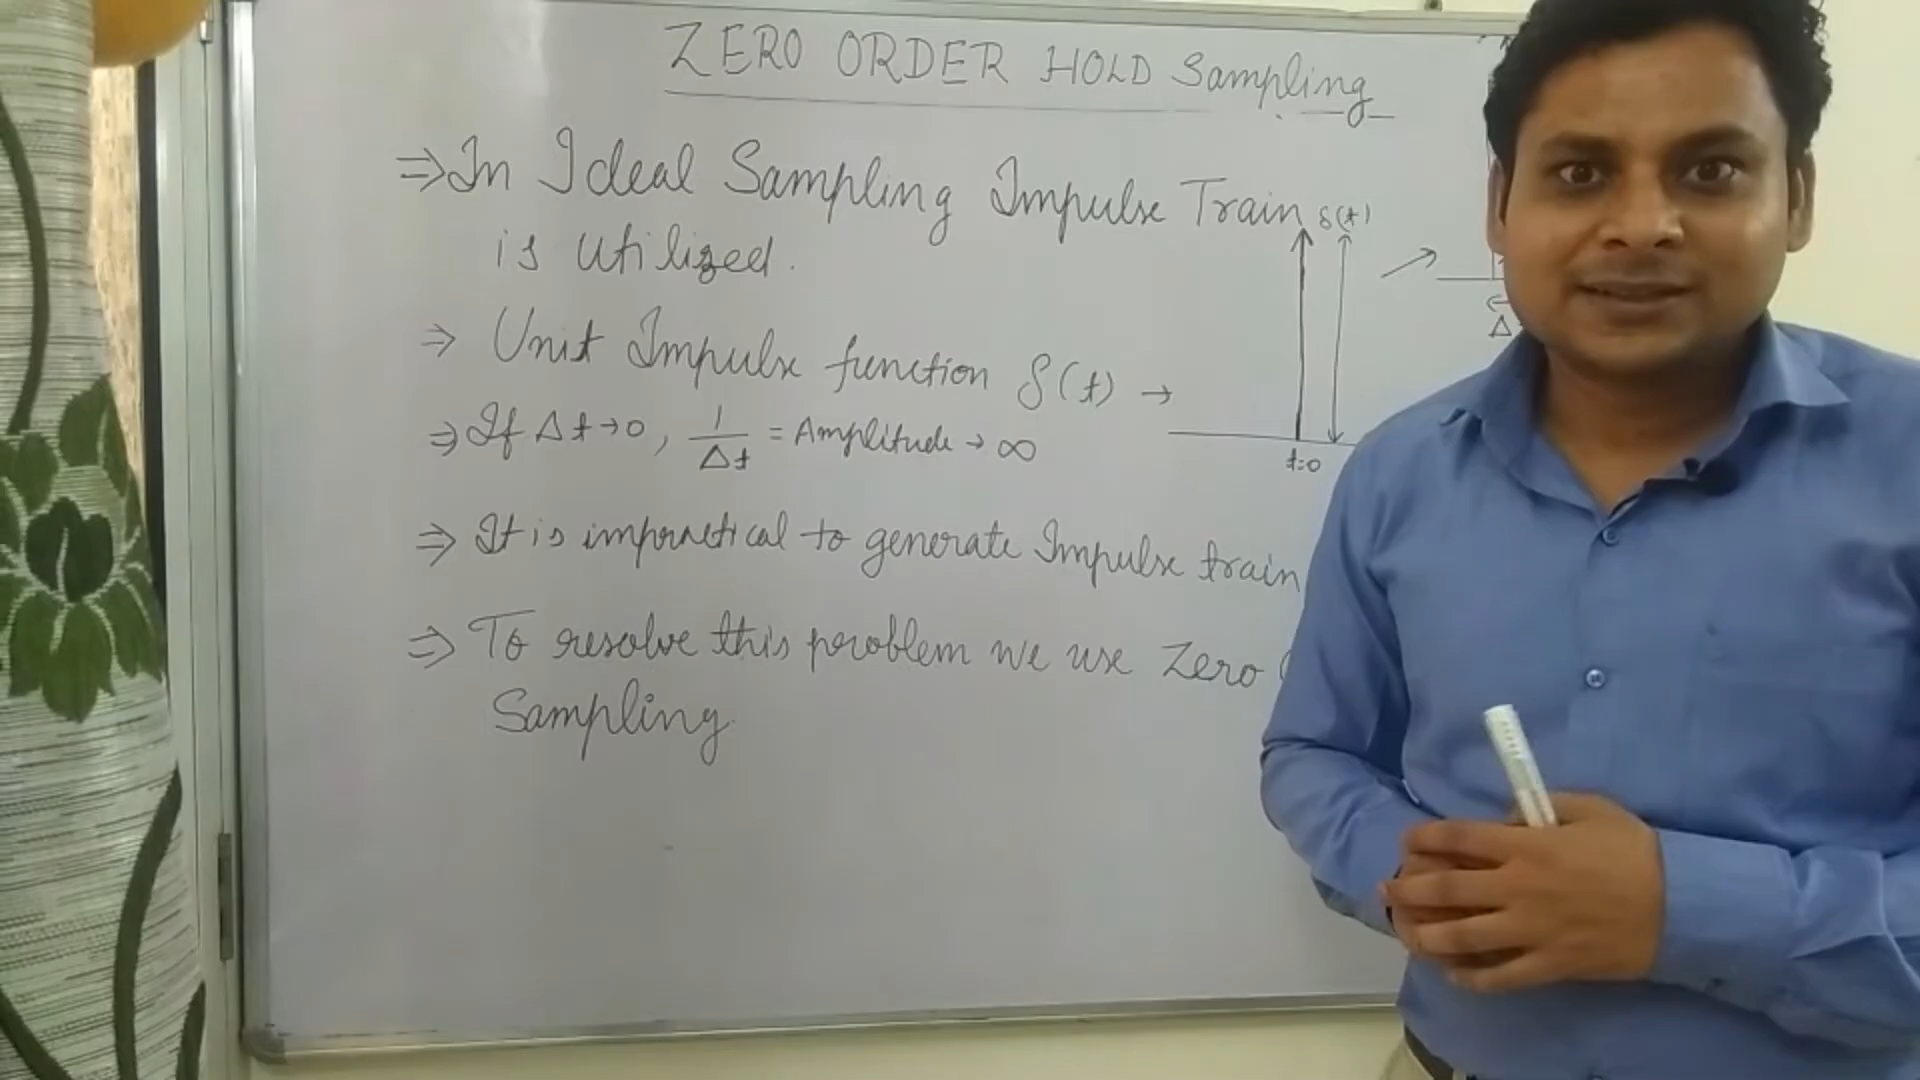 ZERO ORDER HOLD Sampling
⇒ In Ideal Sampling Impulse Train
is Utilized.
δ(t)
Δ
⇒ Unit Impulse function δ(t) →
⇒ If Δt→0, 1/Δt = Amplitude → ∞
t=0
⇒ It is impractical to generate Impulse train
⇒ To resolve this problem we use Zero
Sampling